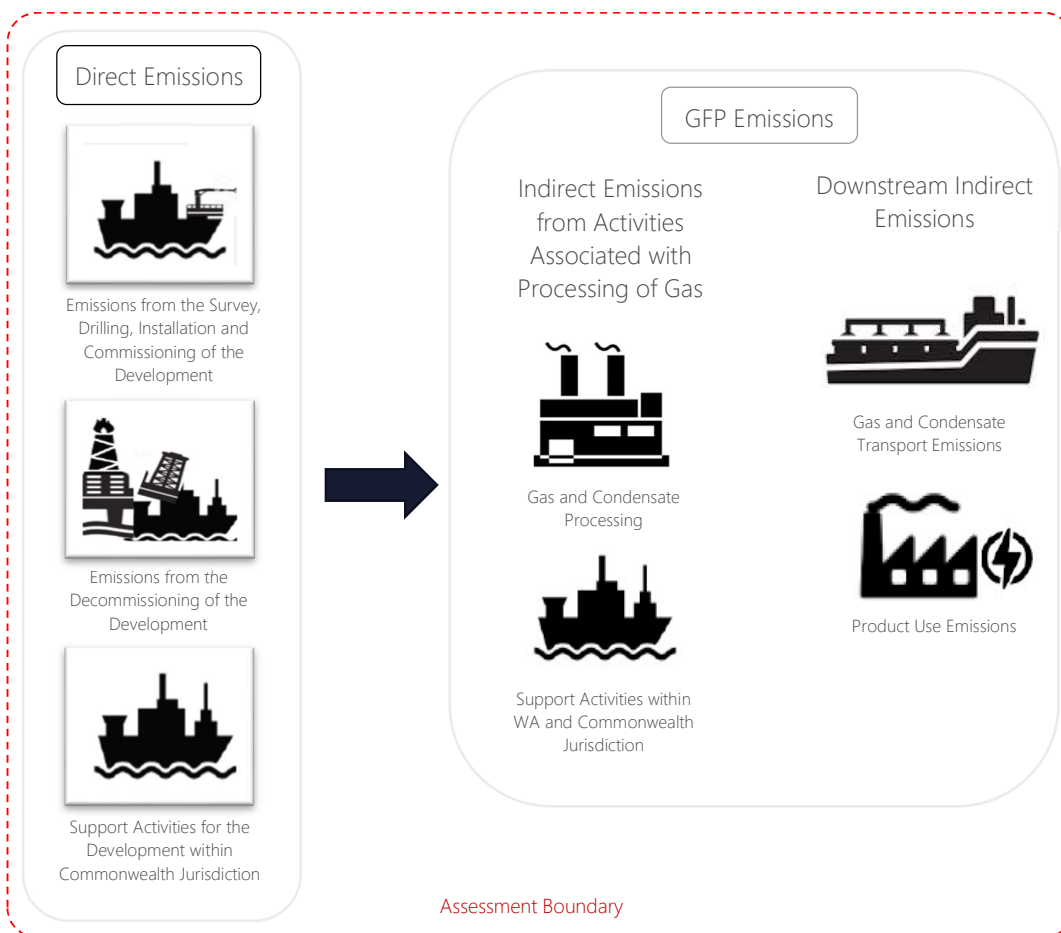 Direct Emissions
Emissions from the Survey,
Drilling, Installation and
Commissioning of the
Development
Emissions from the
Decommissioning of the
Development
Support Activities for the
Development within
Commonwealth Jurisdiction
GFP Emissions
Indirect Emissions
from Activities
Associated with
Processing of Gas
Gas and Condensate
Processing
Support Activities within
WA and Commonwealth
Jurisdiction
Downstream Indirect
Emissions
Gas and Condensate
Transport Emissions
Product Use Emissions
Assessment Boundary